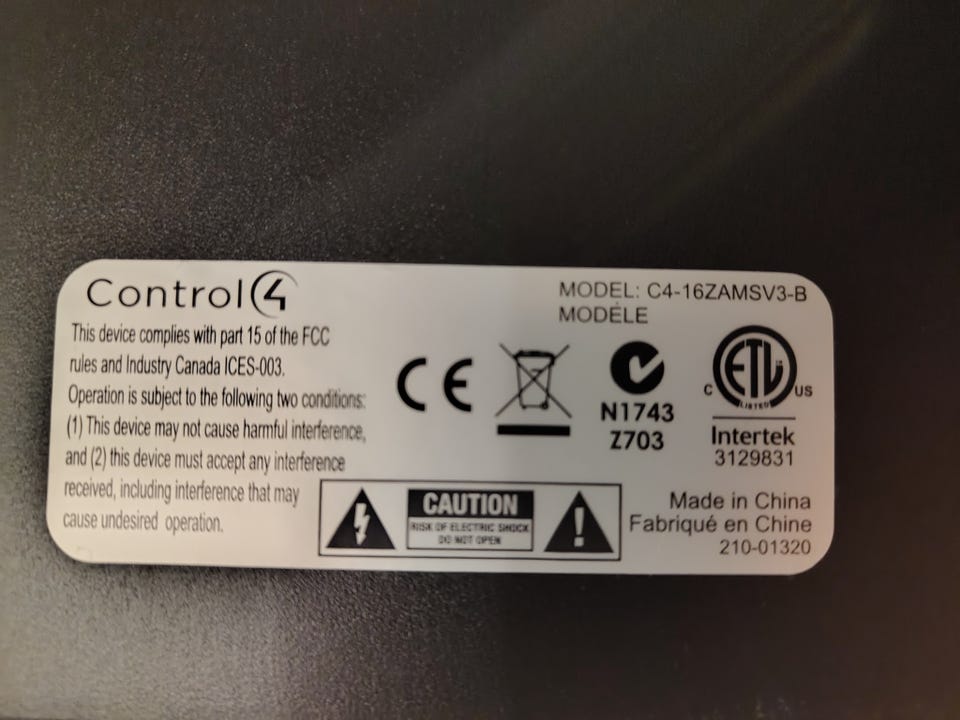 Control4
This device complies with part 15 of the FCC
rules and Industry Canada ICES-003.
Operation is subject to the following two conditions:
(1) This device may not cause harmful interference,
and (2) this device must accept any interference
received, including interference that may
cause undesired operation.
MODEL: C4-16ZAMSV3-B
MODÉLE
CE
N1743
Z703
C ETL US
LISTED
Intertek
3129831
CAUTION
RISK OF ELECTRIC SHOCK
DO NOT OPEN
Made in China
Fabriqué en Chine
210-01320